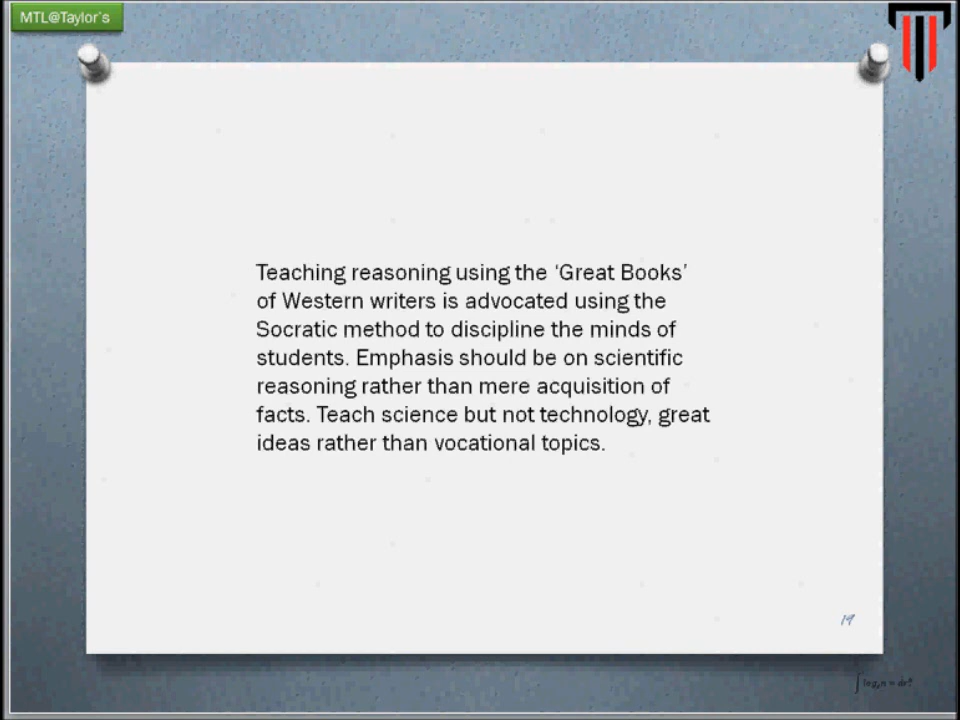 MTL@Taylor's
Teaching reasoning using the ‘Great Books’
of Western writers is advocated using the
Socratic method to discipline the minds of
students. Emphasis should be on scientific
reasoning rather than mere acquisition of
facts. Teach science but not technology, great
ideas rather than vocational topics.
19